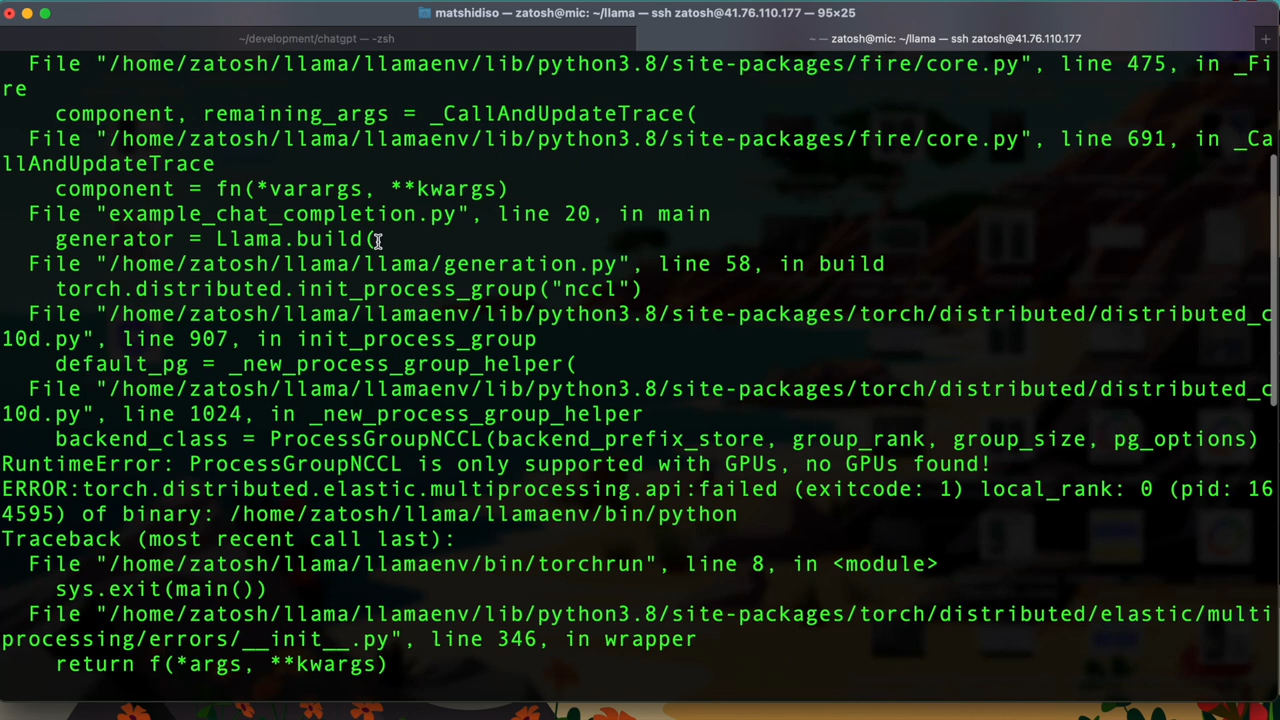 matshidiso — zatosh@mic: ~/llama — ssh zatosh@41.76.110.177 — 95×25
~/development/chatgpt — -zsh
~ — zatosh@mic: ~/llama — ssh zatosh@41.76.110.177
+
  File "/home/zatosh/llama/llamaenv/lib/python3.8/site-packages/fire/core.py", line 475, in _Fi
re
    component, remaining_args = _CallAndUpdateTrace(
  File "/home/zatosh/llama/llamaenv/lib/python3.8/site-packages/fire/core.py", line 691, in _Ca
llAndUpdateTrace
    component = fn(*varargs, **kwargs)
  File "example_chat_completion.py", line 20, in main
    generator = Llama.build(
  File "/home/zatosh/llama/llama/generation.py", line 58, in build
    torch.distributed.init_process_group("nccl")
  File "/home/zatosh/llama/llamaenv/lib/python3.8/site-packages/torch/distributed/distributed_c
10d.py", line 907, in init_process_group
    default_pg = _new_process_group_helper(
  File "/home/zatosh/llama/llamaenv/lib/python3.8/site-packages/torch/distributed/distributed_c
10d.py", line 1024, in _new_process_group_helper
    backend_class = ProcessGroupNCCL(backend_prefix_store, group_rank, group_size, pg_options)
RuntimeError: ProcessGroupNCCL is only supported with GPUs, no GPUs found!
ERROR:torch.distributed.elastic.multiprocessing.api:failed (exitcode: 1) local_rank: 0 (pid: 16
4595) of binary: /home/zatosh/llama/llamaenv/bin/python
Traceback (most recent call last):
  File "/home/zatosh/llama/llamaenv/bin/torchrun", line 8, in <module>
    sys.exit(main())
  File "/home/zatosh/llama/llamaenv/lib/python3.8/site-packages/torch/distributed/elastic/multi
processing/errors/__init__.py", line 346, in wrapper
    return f(*args, **kwargs)